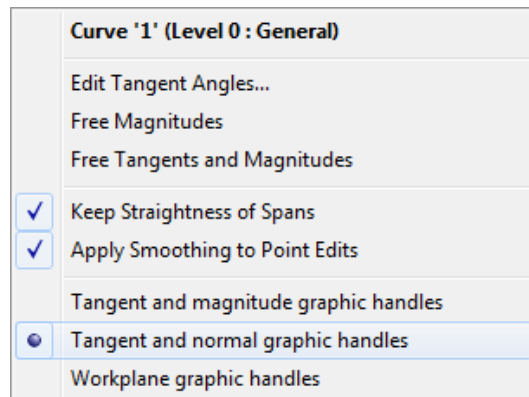 Curve '1' (Level 0 : General)
Edit Tangent Angles...
Free Magnitudes
Free Tangents and Magnitudes
Keep Straightness of Spans
Apply Smoothing to Point Edits
Tangent and magnitude graphic handles
Tangent and normal graphic handles
Workplane graphic handles